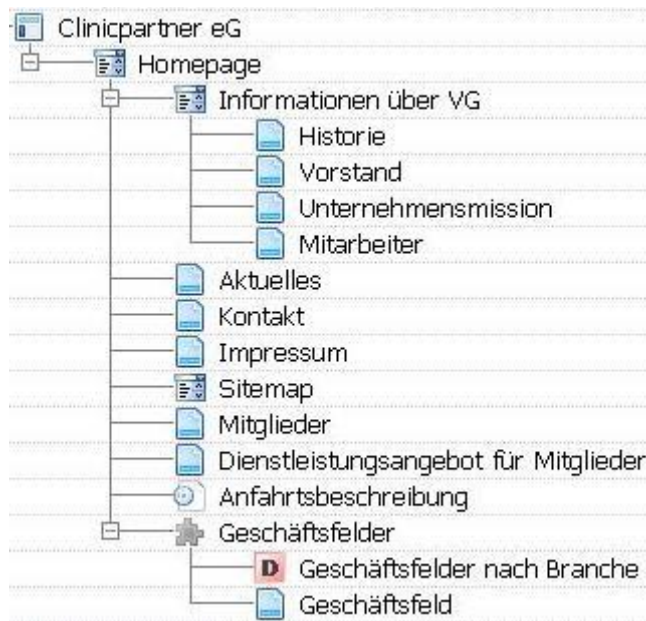 Clinicpartner eG
Homepage
Informationen über VG
Historie
Vorstand
Unternehmensmission
Mitarbeiter
Aktuelles
Kontakt
Impressum
Sitemap
Mitglieder
Dienstleistungsangebot für Mitglieder
Anfahrtsbeschreibung
Geschäftsfelder
D Geschäftsfelder nach Branche
Geschäftsfeld